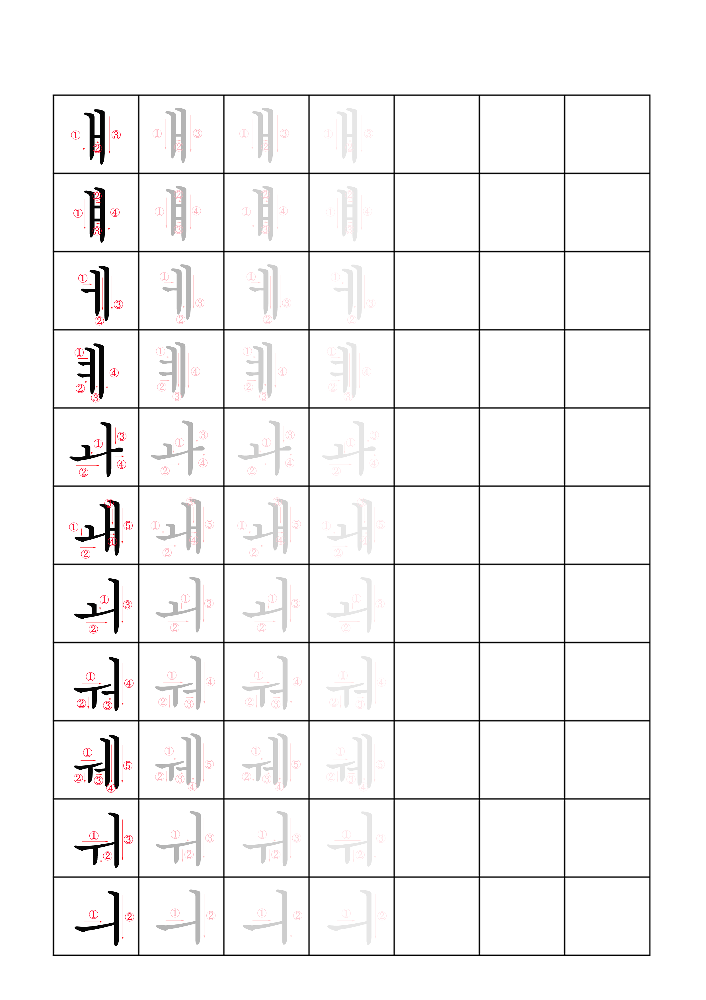 ㅐ ㅐ ㅐ ㅐ
ㅒ ㅒ ㅒ ㅒ
ㅔ ㅔ ㅔ ㅔ
ㅖ ㅖ ㅖ ㅖ
ㅘ ㅘ ㅘ ㅘ
ㅙ ㅙ ㅙ ㅙ
ㅚ ㅚ ㅚ ㅚ
ㅝ ㅝ ㅝ ㅝ
ㅞ ㅞ ㅞ ㅞ
ㅟ ㅟ ㅟ ㅟ
ㅢ ㅢ ㅢ ㅢ